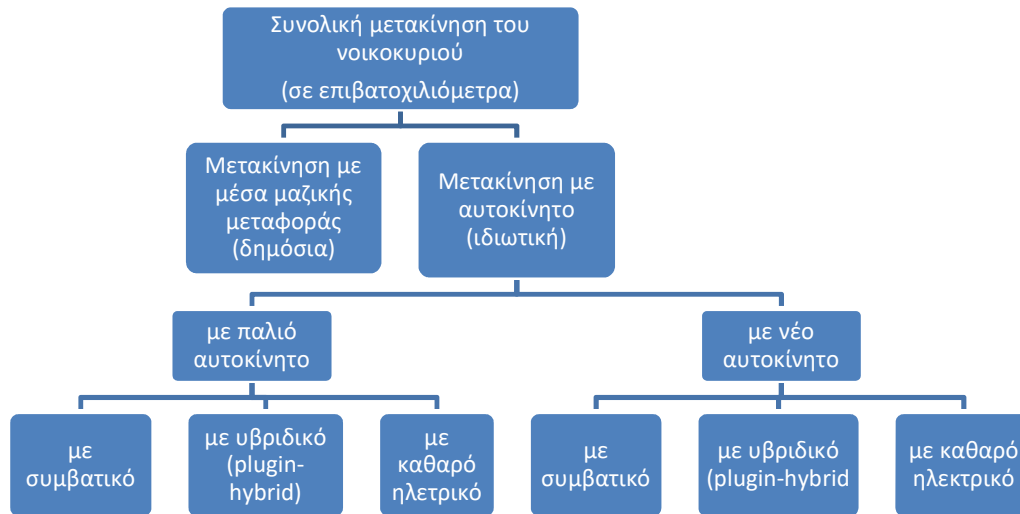 Συνολική μετακίνηση του
νοικοκυριού
(σε επιβατοχιλιόμετρα)
Μετακίνηση με
μέσα μαζικής
μεταφοράς
(δημόσια)
Μετακίνηση με
αυτοκίνητο
(ιδιωτική)
με παλιό
αυτοκίνητο
με νέο
αυτοκίνητο
με
συμβατικό
με υβριδικό
(plugin-
hybrid)
με
καθαρό
ηλετρικό
με
συμβατικό
με υβριδικό
(plugin-hybrid
με καθαρό
ηλεκτρικό